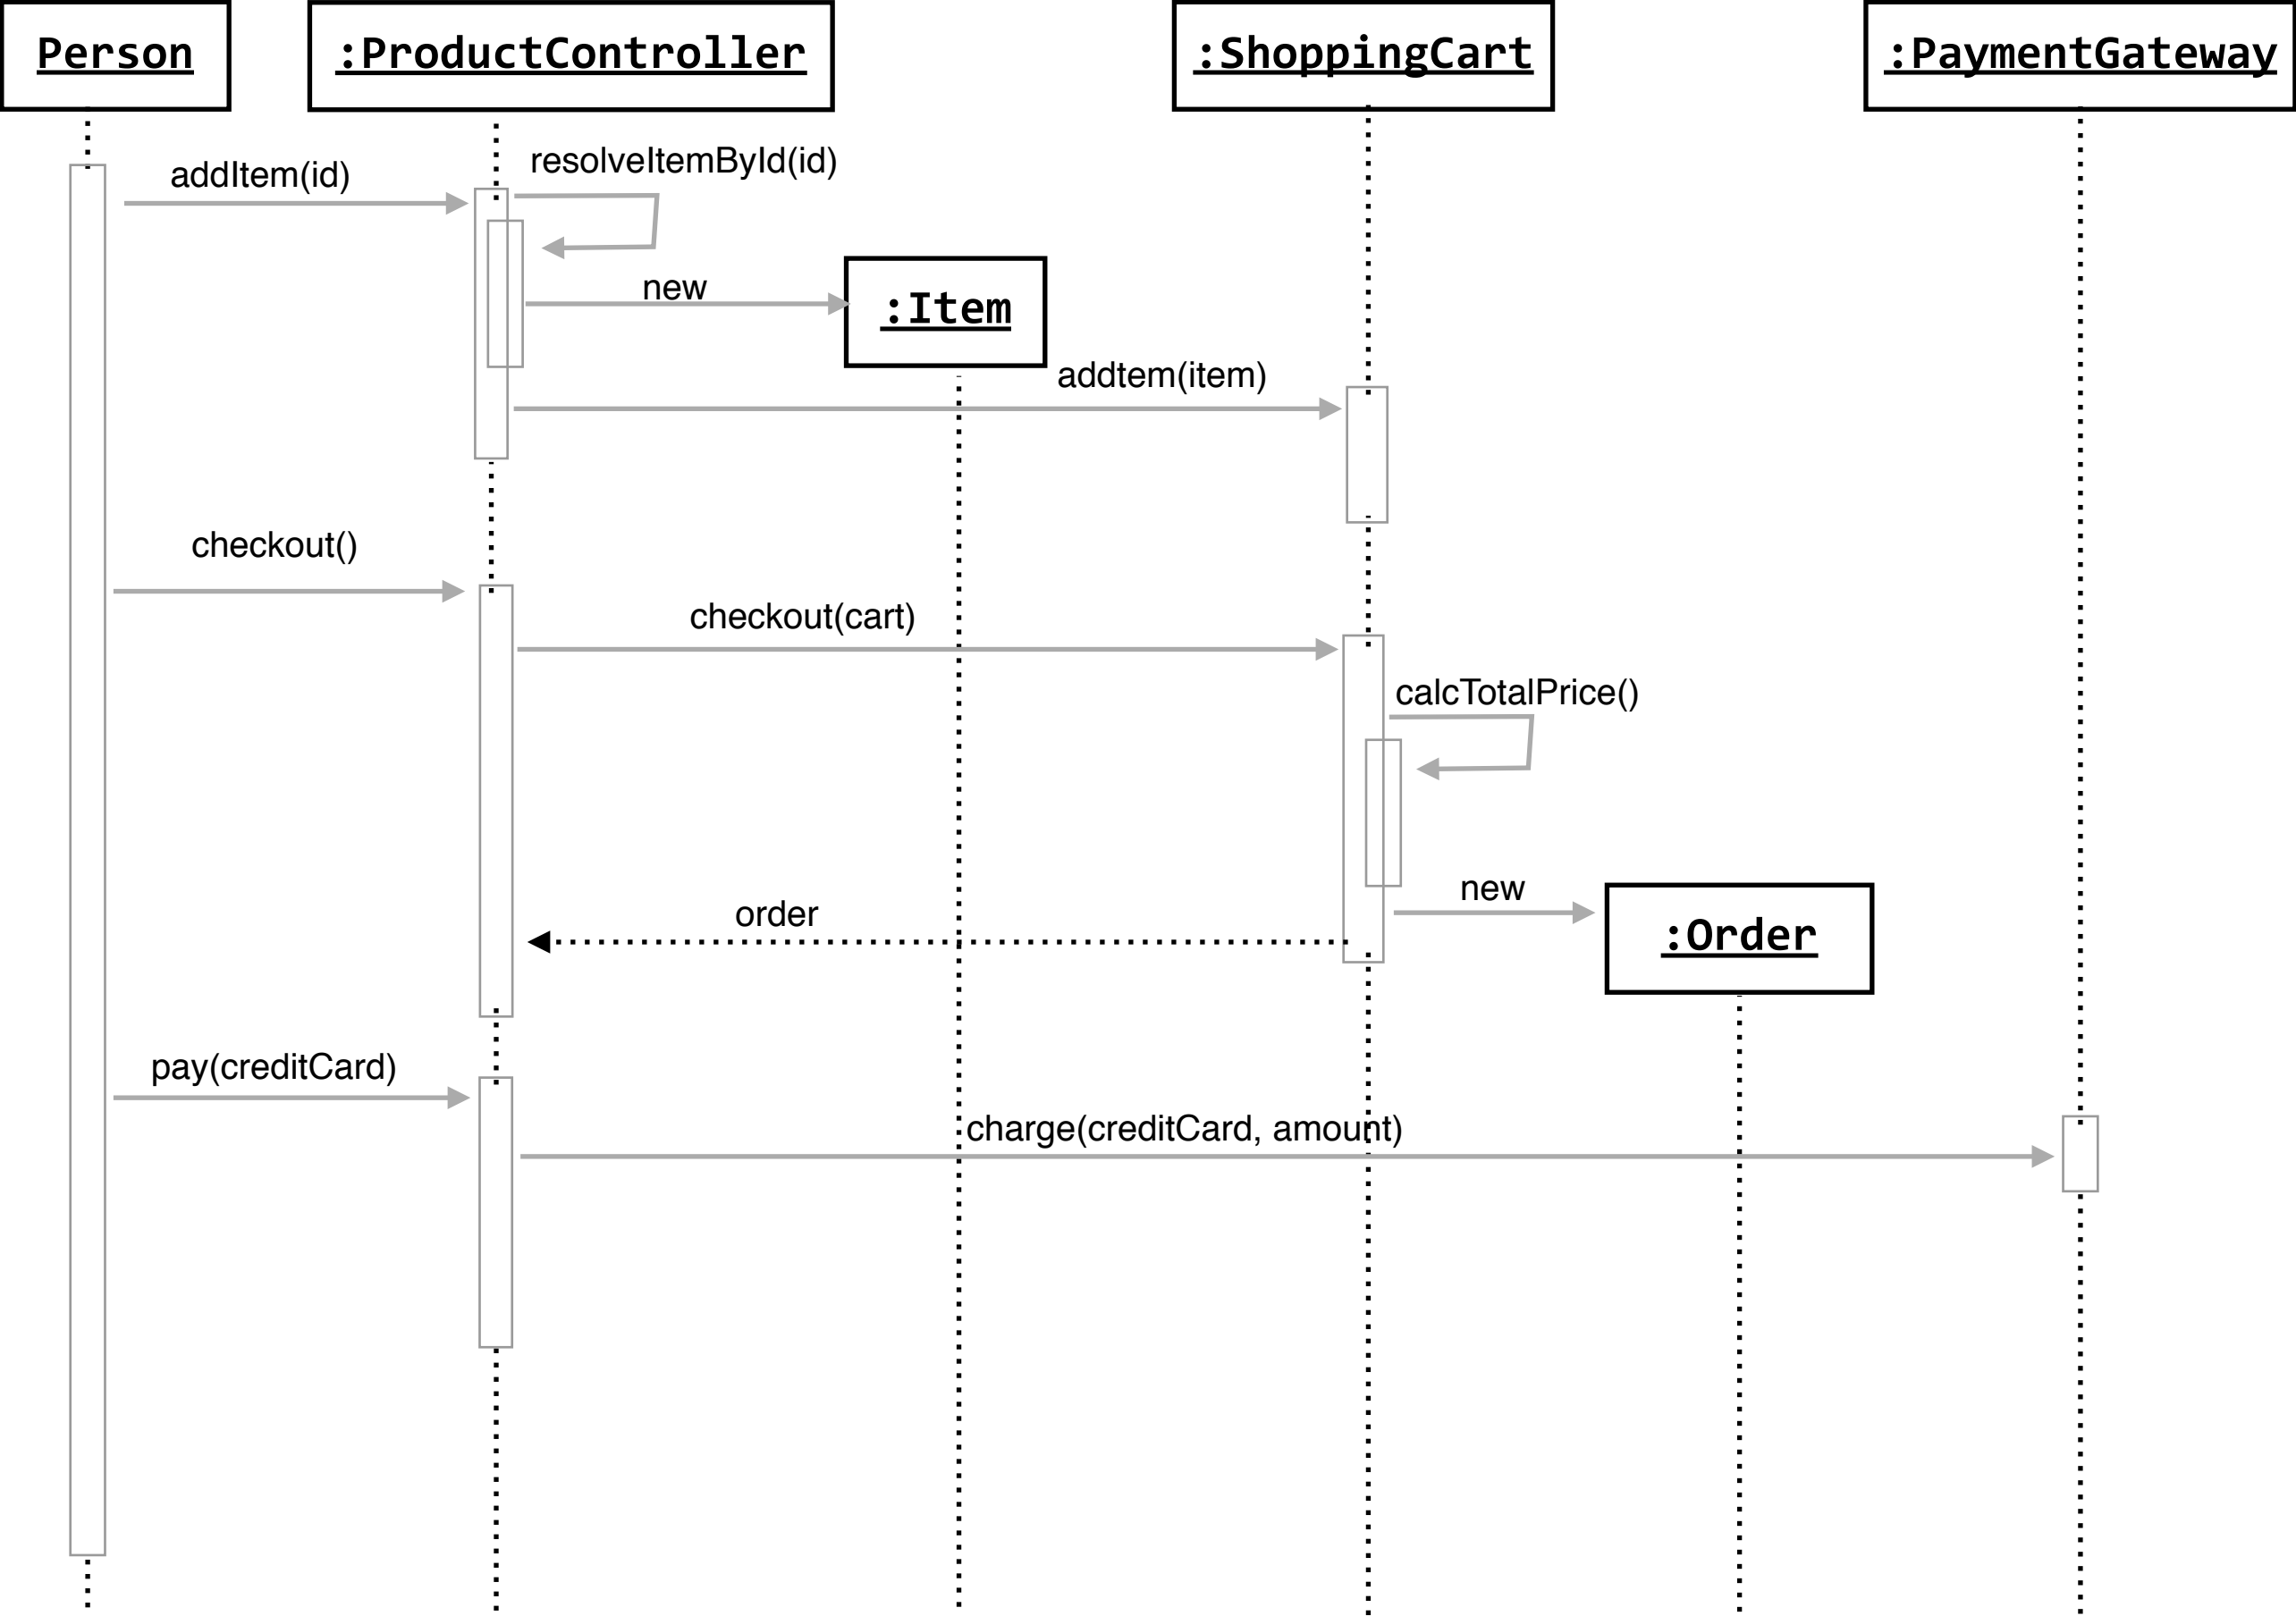 Person
:ProductController
:ShoppingCart
:PaymentGateway
resolveItemById(id)
addItem(id)
new
:Item
addtem(item)
checkout()
checkout(cart)
calcTotalPrice()
new
order
:Order
pay(creditCard)
charge(creditCard, amount)